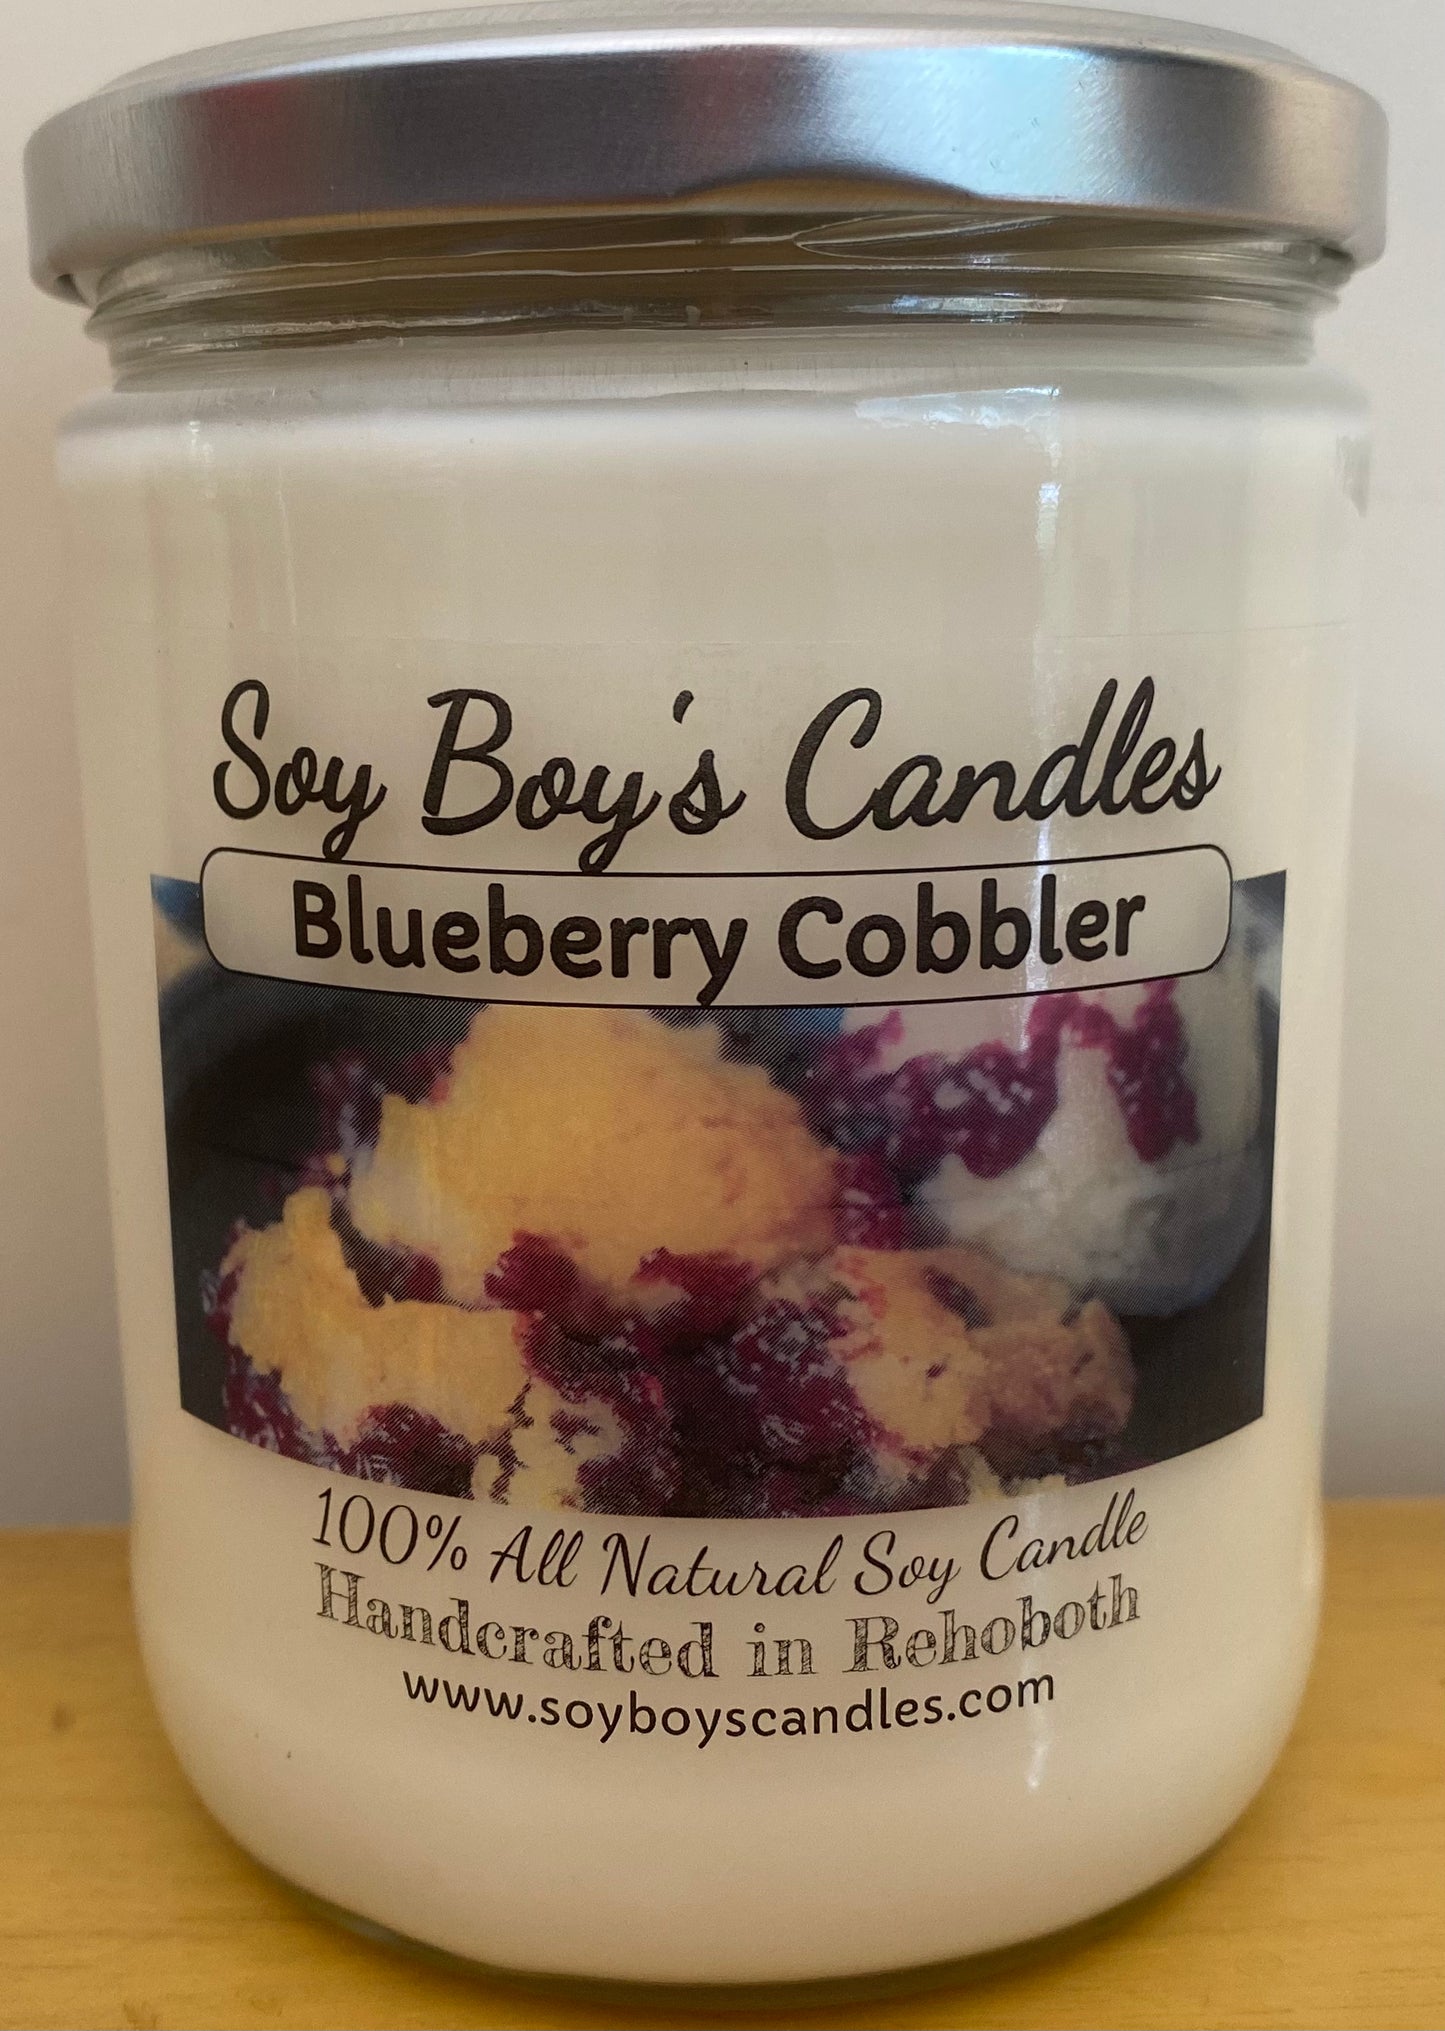 Soy Boy's Candles
Blueberry Cobbler
100% All Natural Soy Candle
Handcrafted in Rehoboth
www.soyboyscandles.com